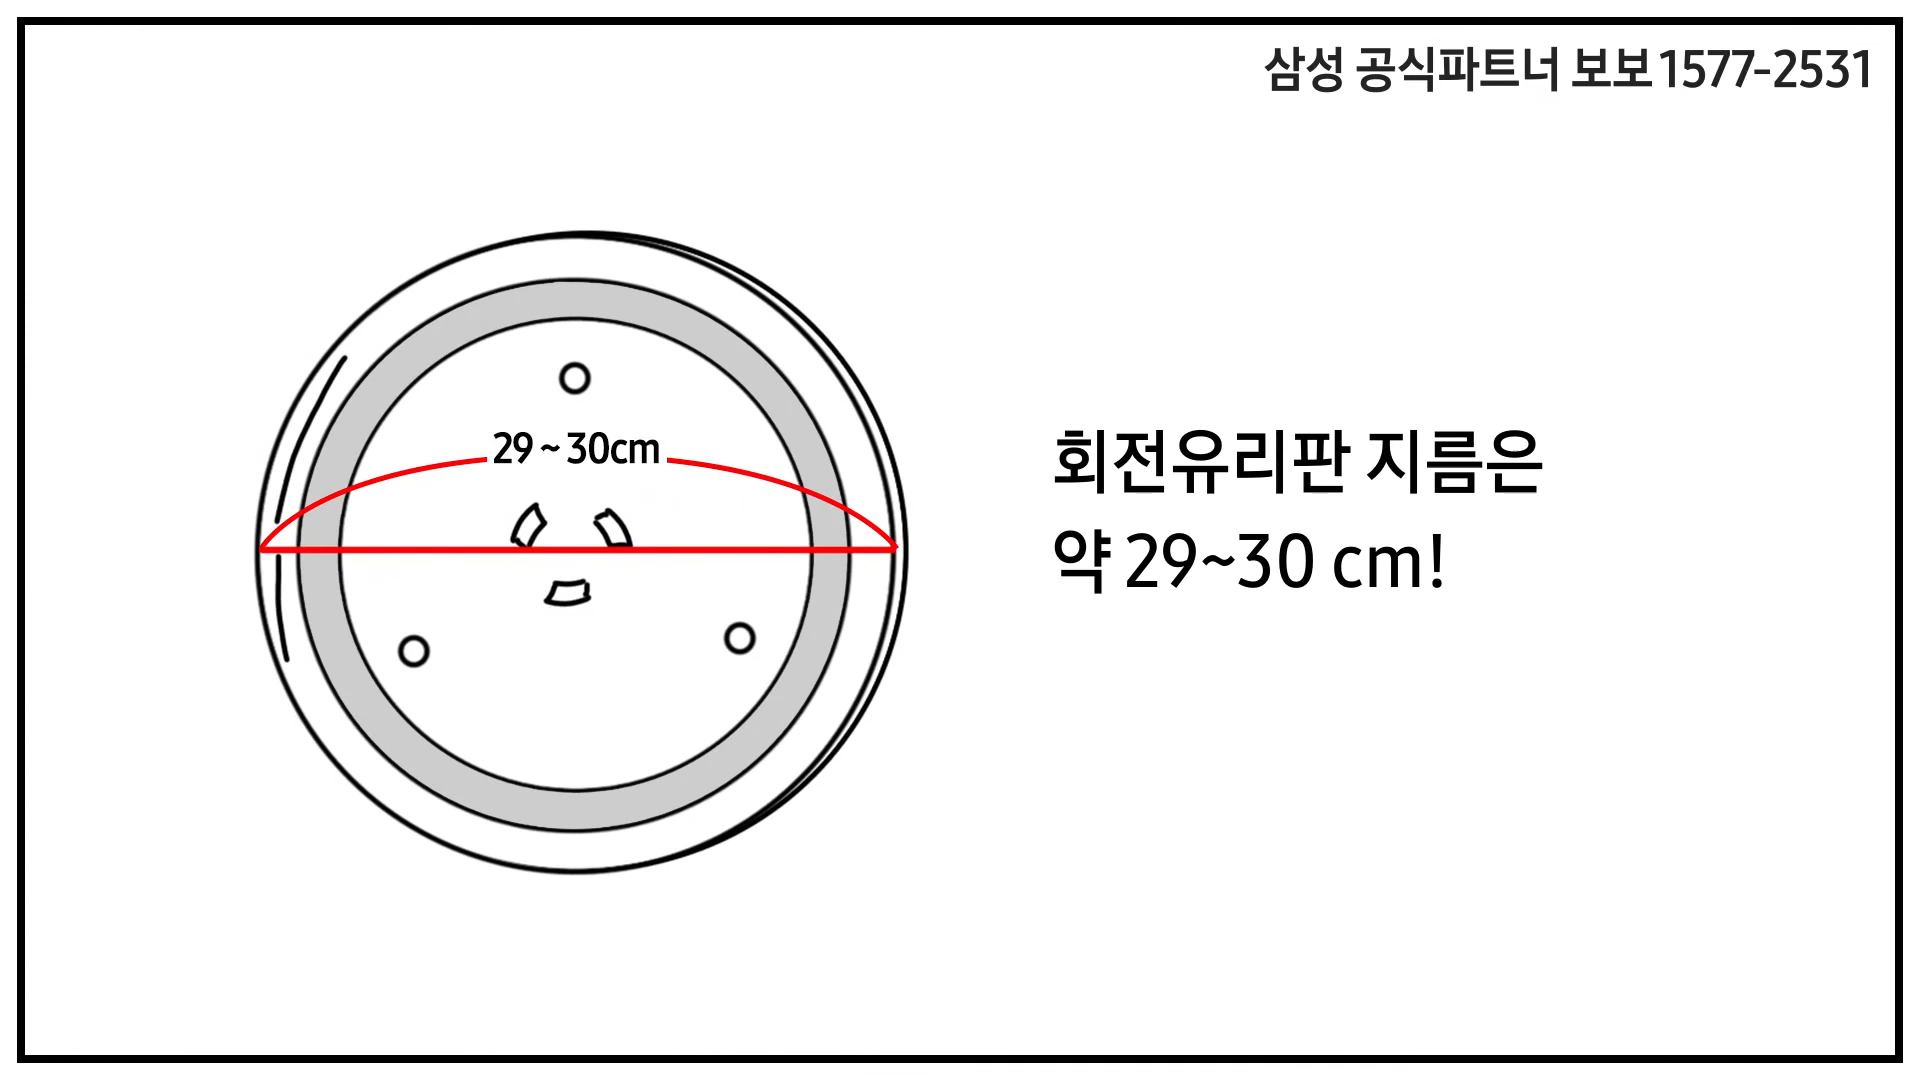 삼성 공식파트너 보보 1577-2531
29 ~ 30cm
회전유리판 지름은
약 29~30 cm!